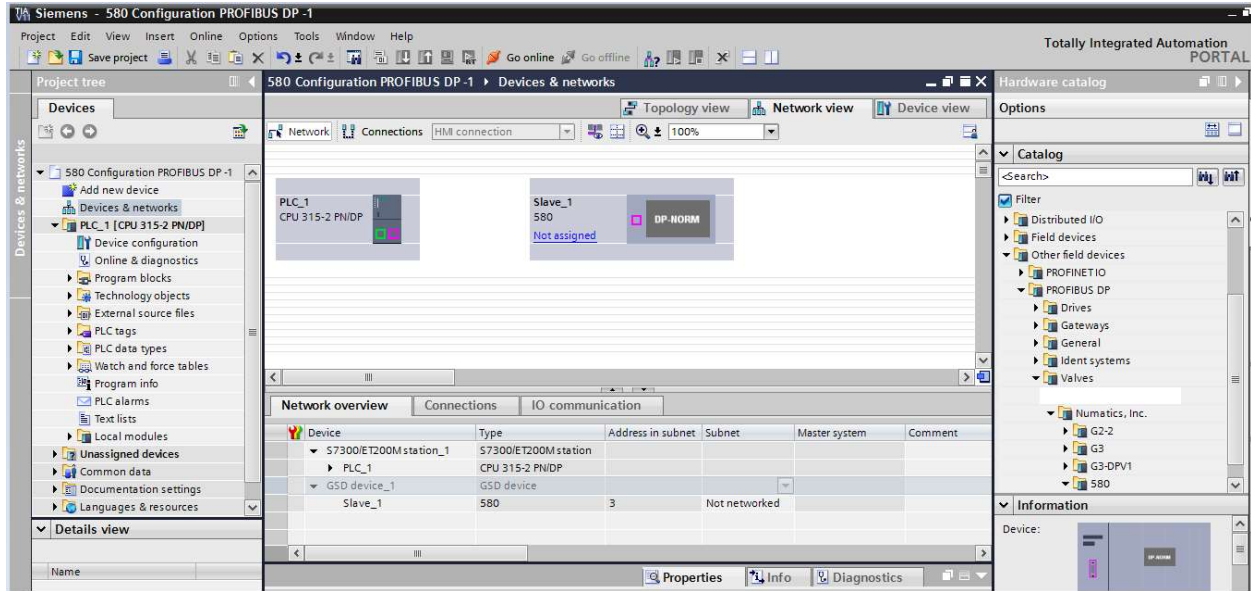 Siemens - 580 Configuration PROFIBUS DP -1
Project Edit View Insert Online Options Tools Window Help
Totally Integrated Automation
PORTAL
Save project Go online Go offline
Project tree
Devices
Devices & networks
580 Configuration PROFIBUS DP -1
Add new device
Devices & networks
PLC_1 [CPU 315-2 PN/DP]
Device configuration
Online & diagnostics
Program blocks
Technology objects
External source files
PLC tags
PLC data types
Watch and force tables
Program info
PLC alarms
Text lists
Local modules
Unassigned devices
Common data
Documentation settings
Languages & resources
Details view
Name
580 Configuration PROFIBUS DP -1 Devices & networks
Topology view Network view Device view
Network Connections HMI connection 100%
PLC_1
CPU 315-2 PN/DP
Slave_1
580
Not assigned
DP-NORM
Network overview Connections IO communication
Device Type Address in subnet Subnet Master system Comment
S7300/ET200M station_1 S7300/ET200M station
PLC_1 CPU 315-2 PN/DP
GSD device_1 GSD device
Slave_1 580 3 Not networked
Properties Info Diagnostics
Hardware catalog
Options
Catalog
<Search>
Filter
Distributed I/O
Field devices
Other field devices
PROFINET IO
PROFIBUS DP
Drives
Gateways
General
Ident systems
Valves
Numatics, Inc.
G2-2
G3
G3-DPV1
580
Information
Device:
DP-NORM